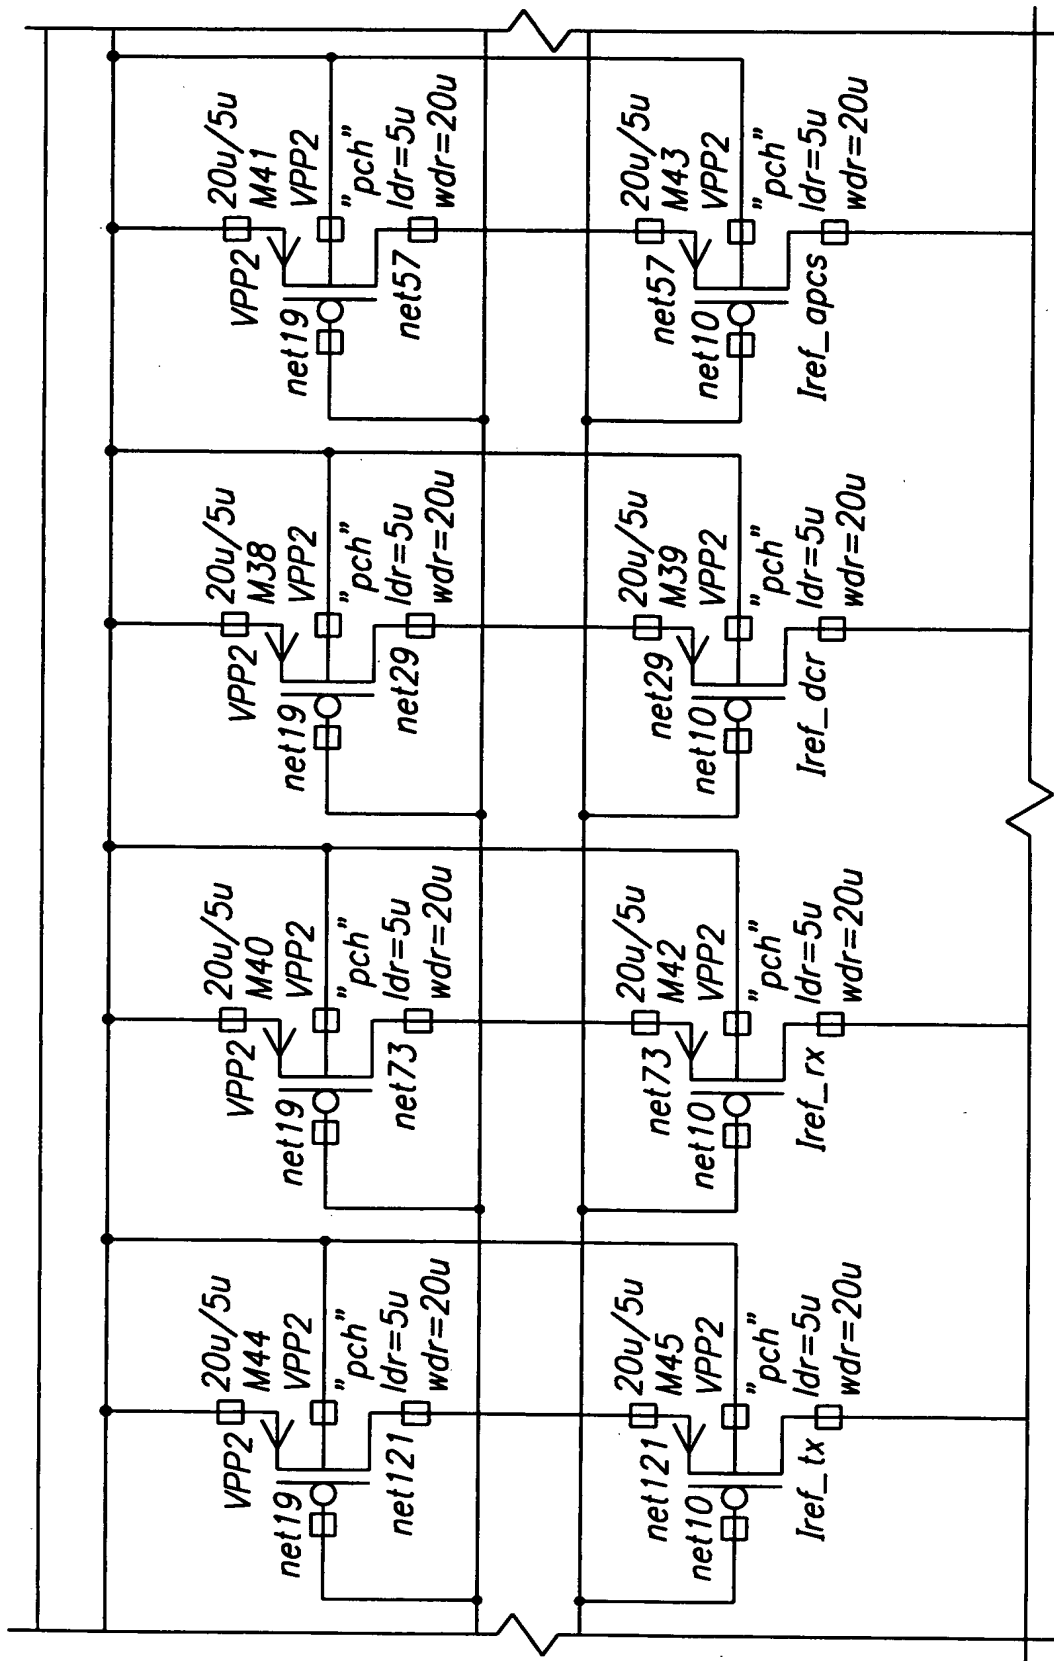 20u/5u
VPP2
M44
net19
VPP2
"pch"
ldr=5u
net121
wdr=20u
20u/5u
VPP2
M40
net19
VPP2
"pch"
ldr=5u
net73
wdr=20u
20u/5u
VPP2
M38
net19
VPP2
"pch"
ldr=5u
net29
wdr=20u
20u/5u
VPP2
M41
net19
VPP2
"pch"
ldr=5u
net57
wdr=20u
20u/5u
net121
M45
net10
VPP2
"pch"
ldr=5u
Iref_tx
wdr=20u
20u/5u
net73
M42
net10
VPP2
"pch"
ldr=5u
Iref_rx
wdr=20u
20u/5u
net29
M39
net10
VPP2
"pch"
ldr=5u
Iref_dcr
wdr=20u
20u/5u
net57
M43
net10
VPP2
"pch"
ldr=5u
Iref_apcs
wdr=20u